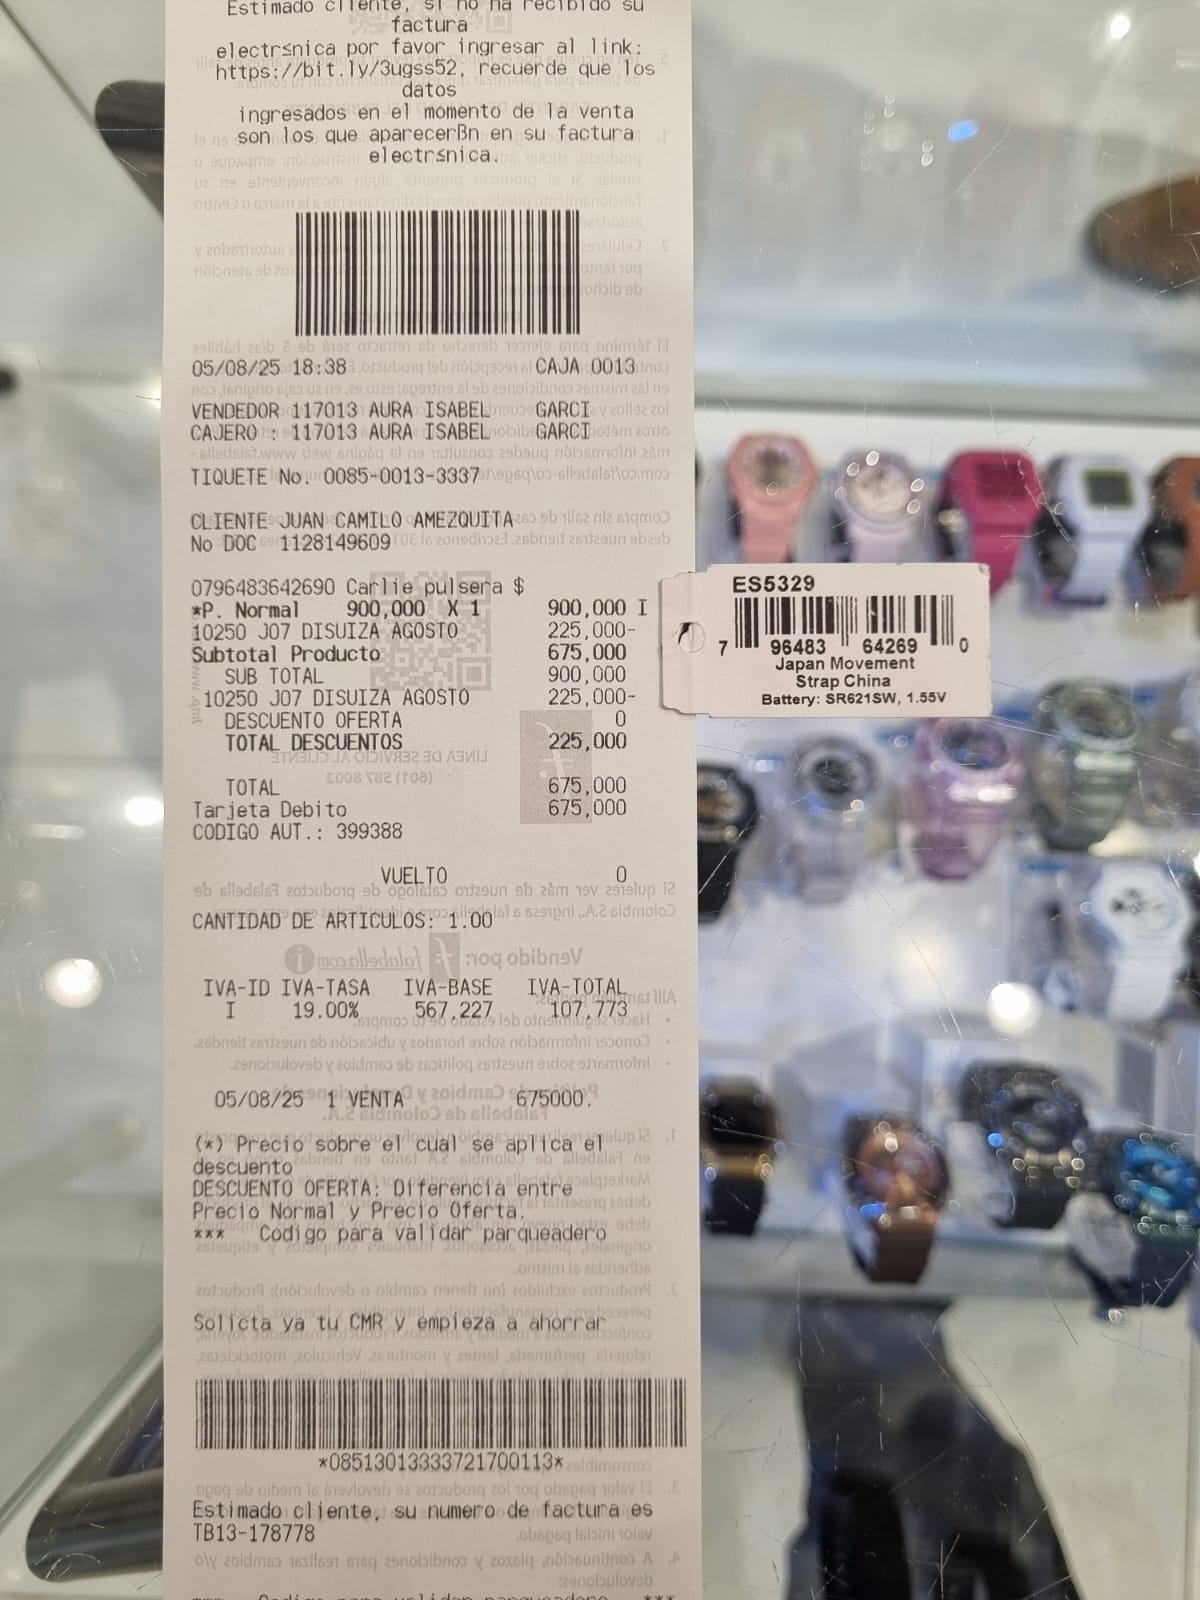 Estimado cliente, si no ha recibido su
factura
electr≤nica por favor ingresar al link:
https://bit.ly/3ugss52, recuerde que los
datos
ingresados en el momento de la venta
son los que aparecerßn en su factura
electr≤nica.
05/08/25 18:38 CAJA 0013
VENDEDOR 117013 AURA ISABEL GARCI
CAJERO : 117013 AURA ISABEL GARCI
TIQUETE No. 0085-0013-3337
CLIENTE JUAN CAMILO AMEZQUITA
No DOC 1128149609
0796483642690 Carlie pulsera $
*P. Normal 900,000 X 1 900,000 I
10250 J07 DISUIZA AGOSTO 225,000-
Subtotal Producto 675,000
SUB TOTAL 900,000
10250 J07 DISUIZA AGOSTO 225,000-
DESCUENTO OFERTA 0
TOTAL DESCUENTOS 225,000
TOTAL 675,000
Tarjeta Debito 675,000
CODIGO AUT.: 399388
VUELTO 0
CANTIDAD DE ARTICULOS: 1.00
IVA-ID IVA-TASA IVA-BASE IVA-TOTAL
I 19.00% 567,227 107,773
05/08/25 1 VENTA 675000.
(*) Precio sobre el cual se aplica el
descuento
DESCUENTO OFERTA: Diferencia entre
Precio Normal y Precio Oferta.
*** Codigo para validar parqueadero
Solicta ya tu CMR y empieza a ahorrar
*08513013333721700113*
Estimado cliente, su numero de factura es
TB13-178778
*** Codigo para validar parqueadero ***
ES5329
7 96483 64269 0
Japan Movement
Strap China
Battery: SR621SW, 1.55V